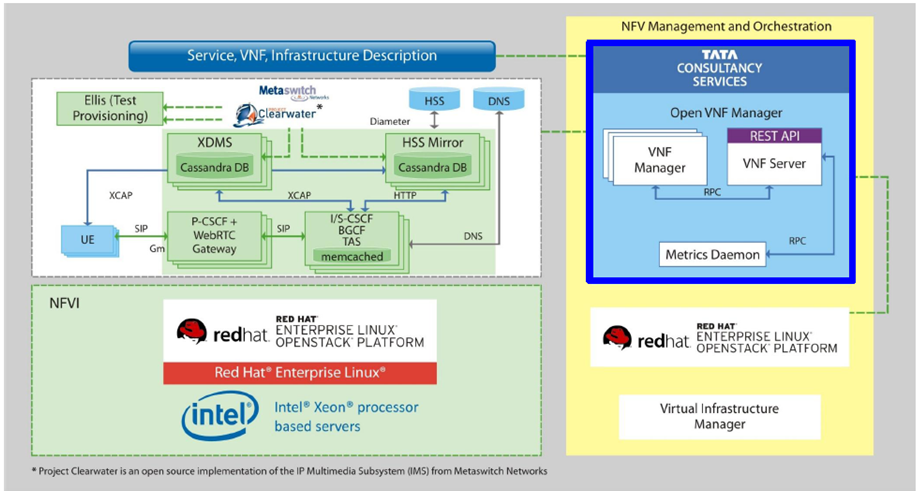 NFV Management and Orchestration
Service, VNF, Infrastructure Description
TATA
CONSULTANCY
SERVICES
Open VNF Manager
REST API
VNF
Manager
VNF Server
RPC
RPC
Metrics Daemon
Ellis (Test
Provisioning)
Metaswitch
Networks
PROJECT
Clearwater*
HSS
DNS
Diameter
XDMS
Cassandra DB
HSS Mirror
Cassandra DB
XCAP
XCAP
HTTP
UE
SIP
Gm
P-CSCF +
WebRTC
Gateway
SIP
I/S-CSCF
BGCF
TAS
memcached
DNS
NFVI
redhat.
RED HAT®
ENTERPRISE LINUX®
OPENSTACK® PLATFORM
Red Hat® Enterprise Linux®
intel®
Intel® Xeon® processor
based servers
redhat.
RED HAT®
ENTERPRISE LINUX®
OPENSTACK® PLATFORM
Virtual Infrastructure
Manager
* Project Clearwater is an open source implementation of the IP Multimedia Subsystem (IMS) from Metaswitch Networks